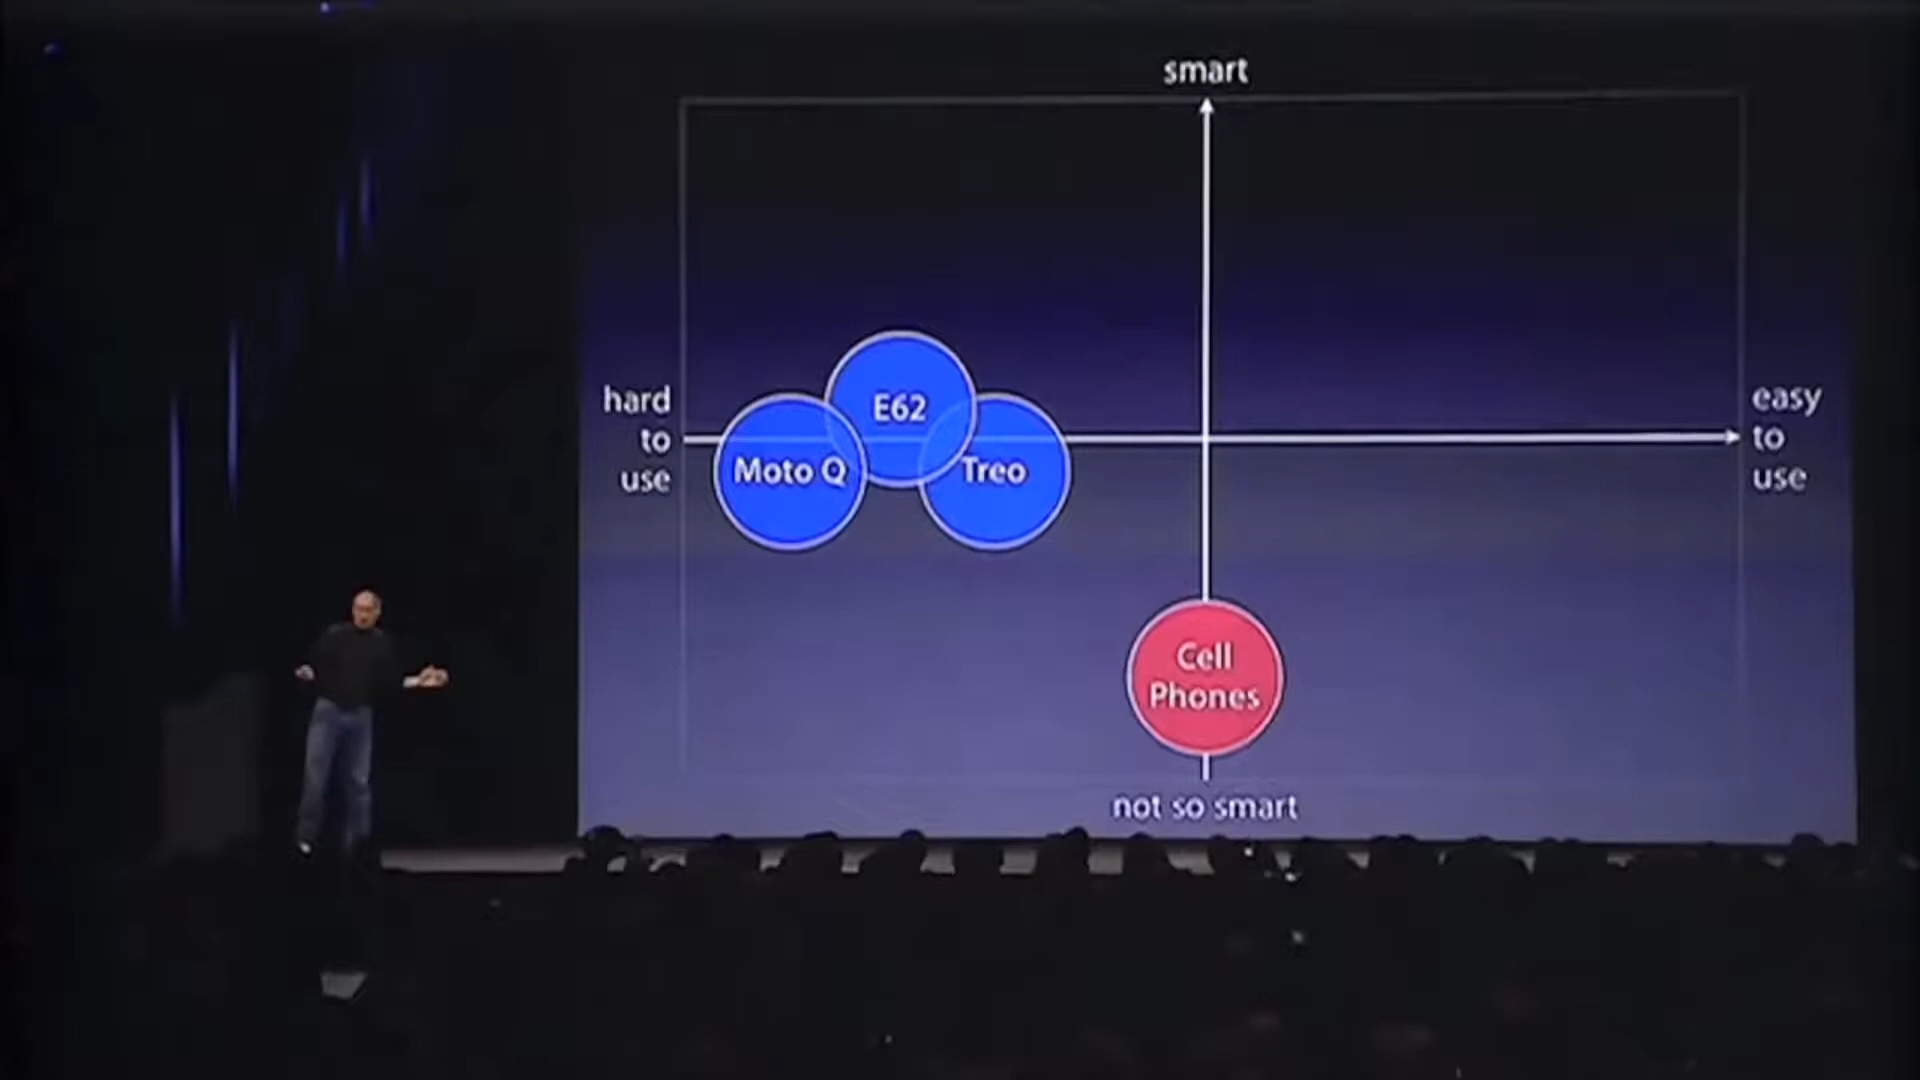 smart
hard
to
use
easy
to
use
E62
Moto Q
Treo
Cell
Phones
not so smart